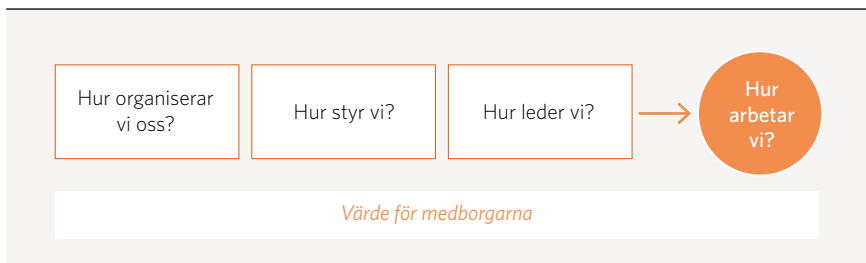 Hur organiserar
vi oss?
Hur styr vi?
Hur leder vi?
Hur
arbetar
vi?
Värde för medborgarna